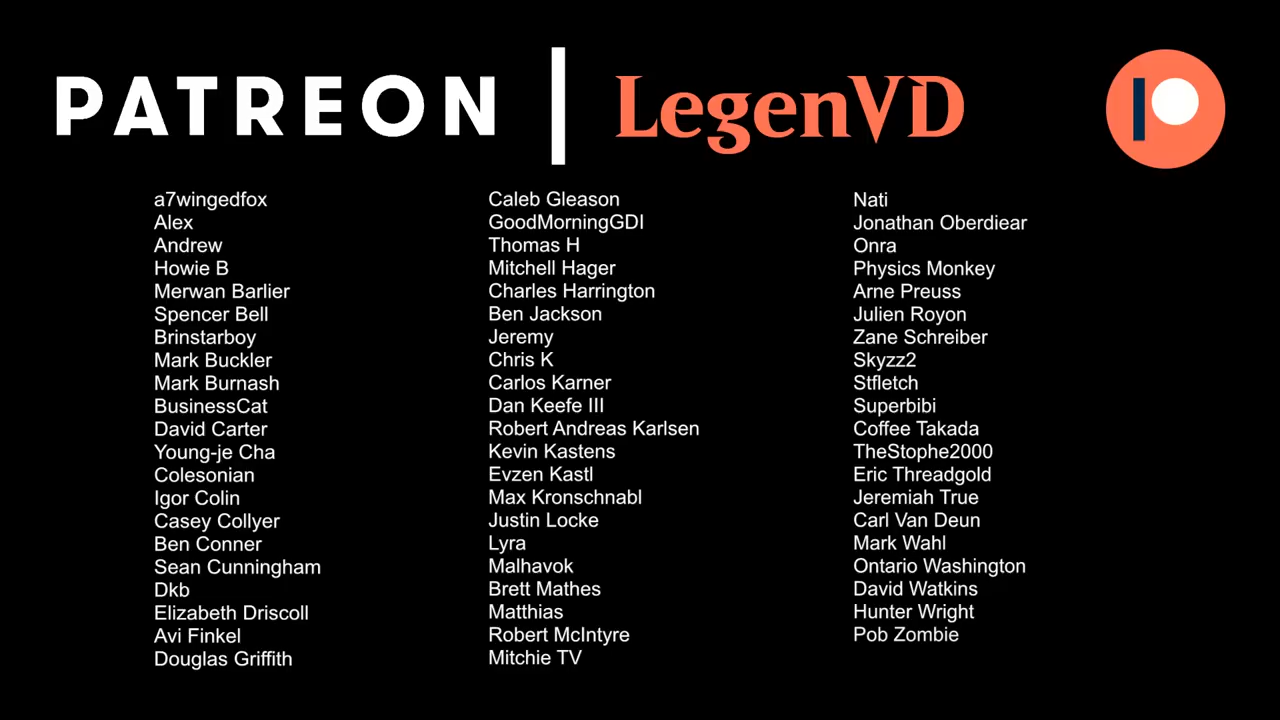 PATREON | LegenVD
a7wingedfox
Alex
Andrew
Howie B
Merwan Barlier
Spencer Bell
Brinstarboy
Mark Buckler
Mark Burnash
BusinessCat
David Carter
Young-je Cha
Colesonian
Igor Colin
Casey Collyer
Ben Conner
Sean Cunningham
Dkb
Elizabeth Driscoll
Avi Finkel
Douglas Griffith
Caleb Gleason
GoodMorningGDI
Thomas H
Mitchell Hager
Charles Harrington
Ben Jackson
Jeremy
Chris K
Carlos Karner
Dan Keefe III
Robert Andreas Karlsen
Kevin Kastens
Evzen Kastl
Max Kronschnabl
Justin Locke
Lyra
Malhavok
Brett Mathes
Matthias
Robert McIntyre
Mitchie TV
Nati
Jonathan Oberdiear
Onra
Physics Monkey
Arne Preuss
Julien Royon
Zane Schreiber
Skyzz2
Stfletch
Superbibi
Coffee Takada
TheStophe2000
Eric Threadgold
Jeremiah True
Carl Van Deun
Mark Wahl
Ontario Washington
David Watkins
Hunter Wright
Pob Zombie